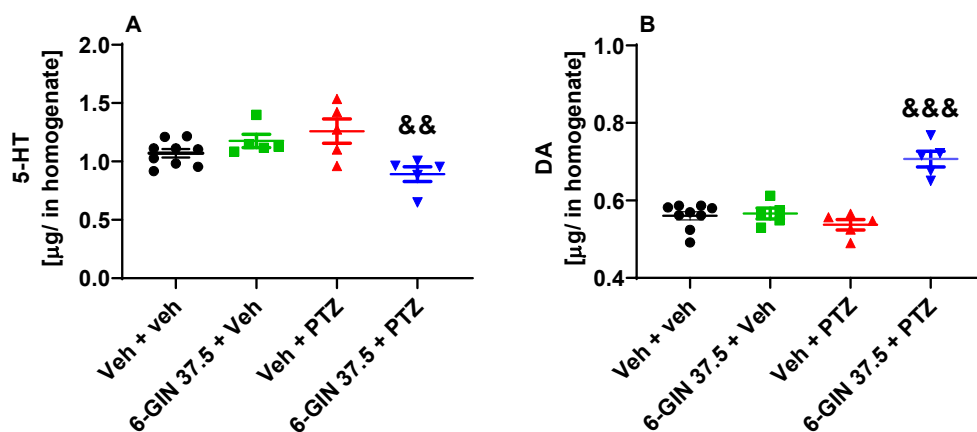 A
5-HT
[µg/ in homogenate]
2.0
1.5
1.0
0.5
0.0
&&
Veh + veh
6-GIN 37.5 + Veh
Veh + PTZ
6-GIN 37.5 + PTZ
B
DA
[µg/ in homogenate]
1.0
0.8
0.6
0.4
&&&
Veh + veh
6-GIN 37.5 + Veh
Veh + PTZ
6-GIN 37.5 + PTZ